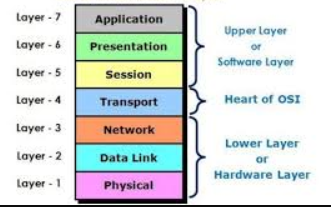 Layer - 7 Application
Layer - 6 Presentation
Layer - 5 Session
Layer - 4 Transport
Layer - 3 Network
Layer - 2 Data Link
Layer - 1 Physical
Upper Layer
or
Software Layer
Heart of OSI
Lower Layer
or
Hardware Layer